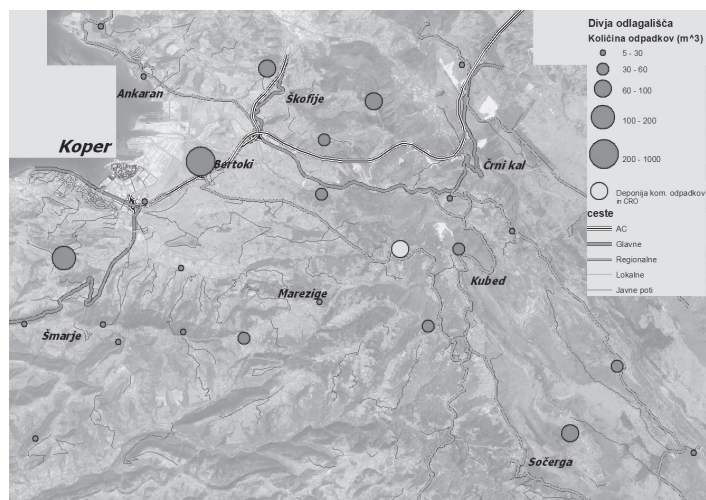 Divja odlagališča
Količina odpadkov (m^3)
5 - 30
30 - 60
60 - 100
100 - 200
200 - 1000
Deponija kom. odpadkov
in CRO
ceste
AC
Glavne
Regionalne
Lokalne
Javne poti
Ankaran
Škofije
Koper
Bertoki
Črni kal
Kubed
Marezige
Šmarje
Sočerga